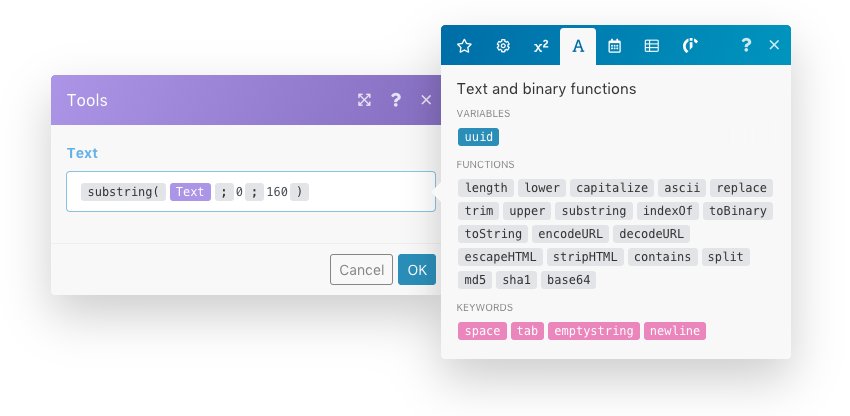 Tools ?
Text
substring( Text ; 0 ; 160 )
Cancel OK
x² A ?
Text and binary functions
VARIABLES
uuid
FUNCTIONS
length lower capitalize ascii replace
trim upper substring indexOf toBinary
toString encodeURL decodeURL
escapeHTML stripHTML contains split
md5 sha1 base64
KEYWORDS
space tab emptystring newline